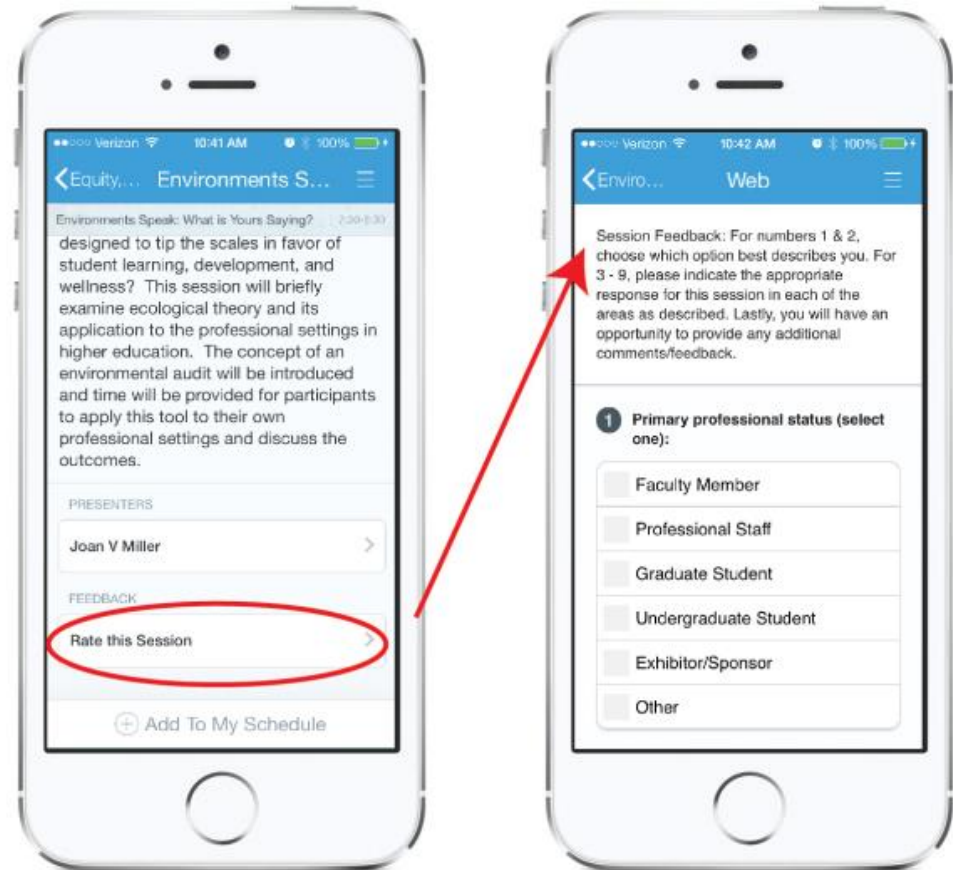 Verizon 10:41 AM 100%
Equity,... Environments S...
Environments Speak: What is Yours Saying? 2:30-3:30
designed to tip the scales in favor of
student learning, development, and
wellness? This session will briefly
examine ecological theory and its
application to the professional settings in
higher education. The concept of an
environmental audit will be introduced
and time will be provided for participants
to apply this tool to their own
professional settings and discuss the
outcomes.
PRESENTERS
Joan V Miller
FEEDBACK
Rate this Session
Add To My Schedule
Verizon 10:42 AM 100%
Enviro... Web
Session Feedback: For numbers 1 & 2,
choose which option best describes you. For
3 - 9, please indicate the appropriate
response for this session in each of the
areas as described. Lastly, you will have an
opportunity to provide any additional
comments/feedback.
1 Primary professional status (select
one):
Faculty Member
Professional Staff
Graduate Student
Undergraduate Student
Exhibitor/Sponsor
Other